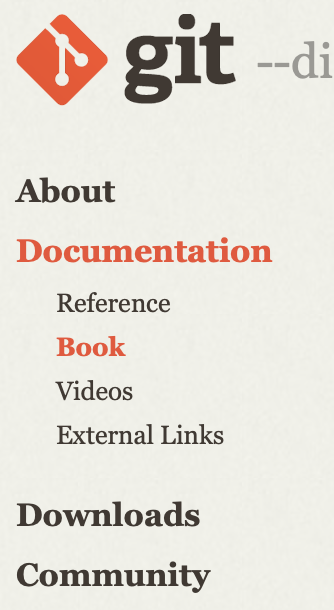 git --di
About
Documentation
Reference
Book
Videos
External Links
Downloads
Community